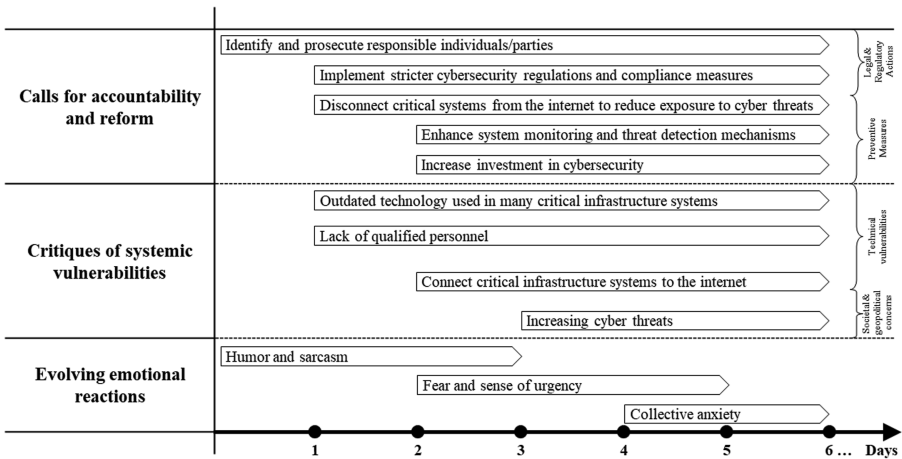 Calls for accountability
and reform
Identify and prosecute responsible individuals/parties
Implement stricter cybersecurity regulations and compliance measures
Disconnect critical systems from the internet to reduce exposure to cyber threats
Enhance system monitoring and threat detection mechanisms
Increase investment in cybersecurity
Legal&
Regulatory
Actions
Preventive
Measures
Critiques of systemic
vulnerabilities
Outdated technology used in many critical infrastructure systems
Lack of qualified personnel
Connect critical infrastructure systems to the internet
Increasing cyber threats
Technical
vulnerabilities
Societal&
geopolitical
concerns
Evolving emotional
reactions
Humor and sarcasm
Fear and sense of urgency
Collective anxiety
1 2 3 4 5 6 ... Days